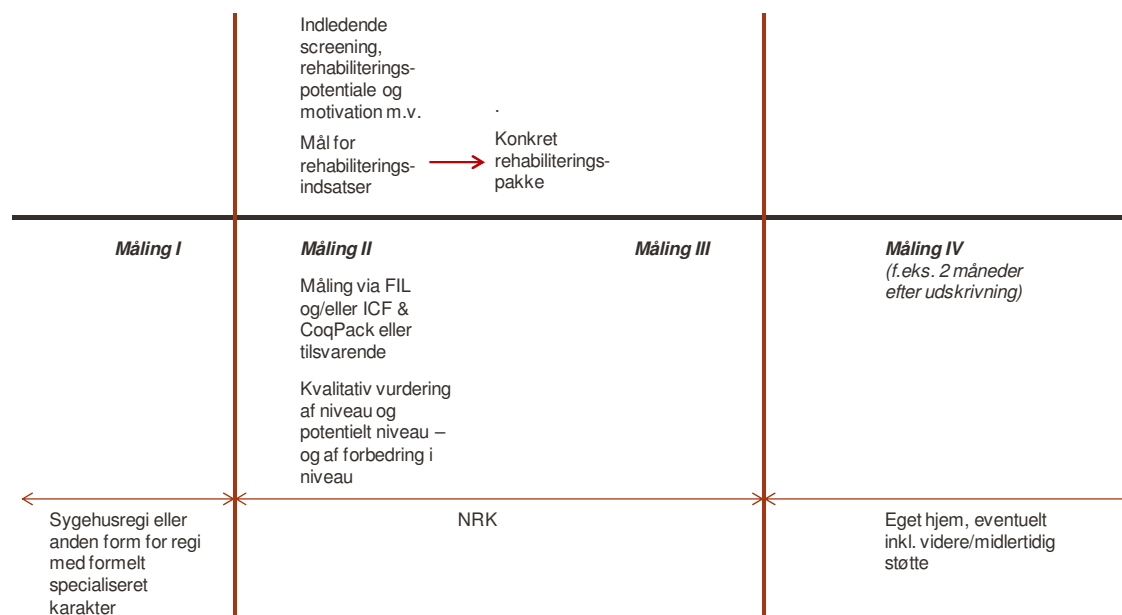 Indledende
screening,
rehabiliterings-
potentiale og
motivation m.v.
.
Mål for
rehabiliterings-
indsatser
Konkret
rehabiliterings-
pakke
Måling I
Måling II
Måling III
Måling IV
(f.eks. 2 måneder
efter udskrivning)
Måling via FIL
og/eller ICF &
CoqPack eller
tilsvarende
Kvalitativ vurdering
af niveau og
potentielt niveau –
og af forbedring i
niveau
Sygehusregi eller
anden form for regi
med formelt
specialiseret
karakter
NRK
Eget hjem, eventuelt
inkl. videre/midlertidig
støtte